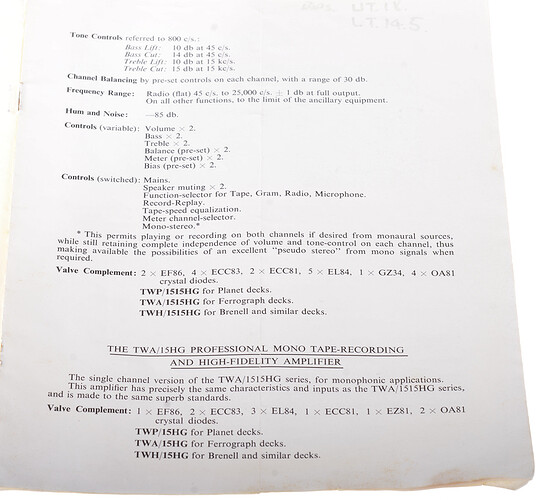 UT.18.
LT.14.5
Tone Controls referred to 800 c/s.:
Bass Lift: 10 db at 45 c/s.
Bass Cut: 14 db at 45 c/s.
Treble Lift: 10 db at 15 kc/s.
Treble Cut: 15 db at 15 kc/s.
Channel Balancing by pre-set controls on each channel, with a range of 30 db.
Frequency Range: Radio (flat) 45 c/s. to 25,000 c/s. ± 1 db at full output.
On all other functions, to the limit of the ancillary equipment.
Hum and Noise: —85 db.
Controls (variable): Volume × 2.
Bass × 2.
Treble × 2.
Balance (pre-set) × 2.
Meter (pre-set) × 2.
Bias (pre-set) × 2.
Controls (switched): Mains.
Speaker muting × 2.
Function-selector for Tape, Gram, Radio, Microphone.
Record-Replay.
Tape-speed equalization.
Meter channel-selector.
Mono-stereo.*
* This permits playing or recording on both channels if desired from monaural sources,
while still retaining complete independence of volume and tone-control on each channel, thus
making available the possibilities of an excellent "pseudo stereo" from mono signals when
required.
Valve Complement: 2 × EF86, 4 × ECC83, 2 × ECC81, 5 × EL84, 1 × GZ34, 4 × OA81
crystal diodes.
TWP/1515HG for Planet decks.
TWA/1515HG for Ferrograph decks.
TWH/1515HG for Brenell and similar decks.
THE TWA/15HG PROFESSIONAL MONO TAPE-RECORDING
AND HIGH-FIDELITY AMPLIFIER
The single channel version of the TWA/1515HG series, for monophonic applications.
This amplifier has precisely the same characteristics and inputs as the TWA/1515HG series,
and is made to the same superb standards.
Valve Complement: 1 × EF86, 2 × ECC83, 3 × EL84, 1 × ECC81, 1 × EZ81, 2 × OA81
crystal diodes.
TWP/15HG for Planet decks.
TWA/15HG for Ferrograph decks.
TWH/15HG for Brenell and similar decks.